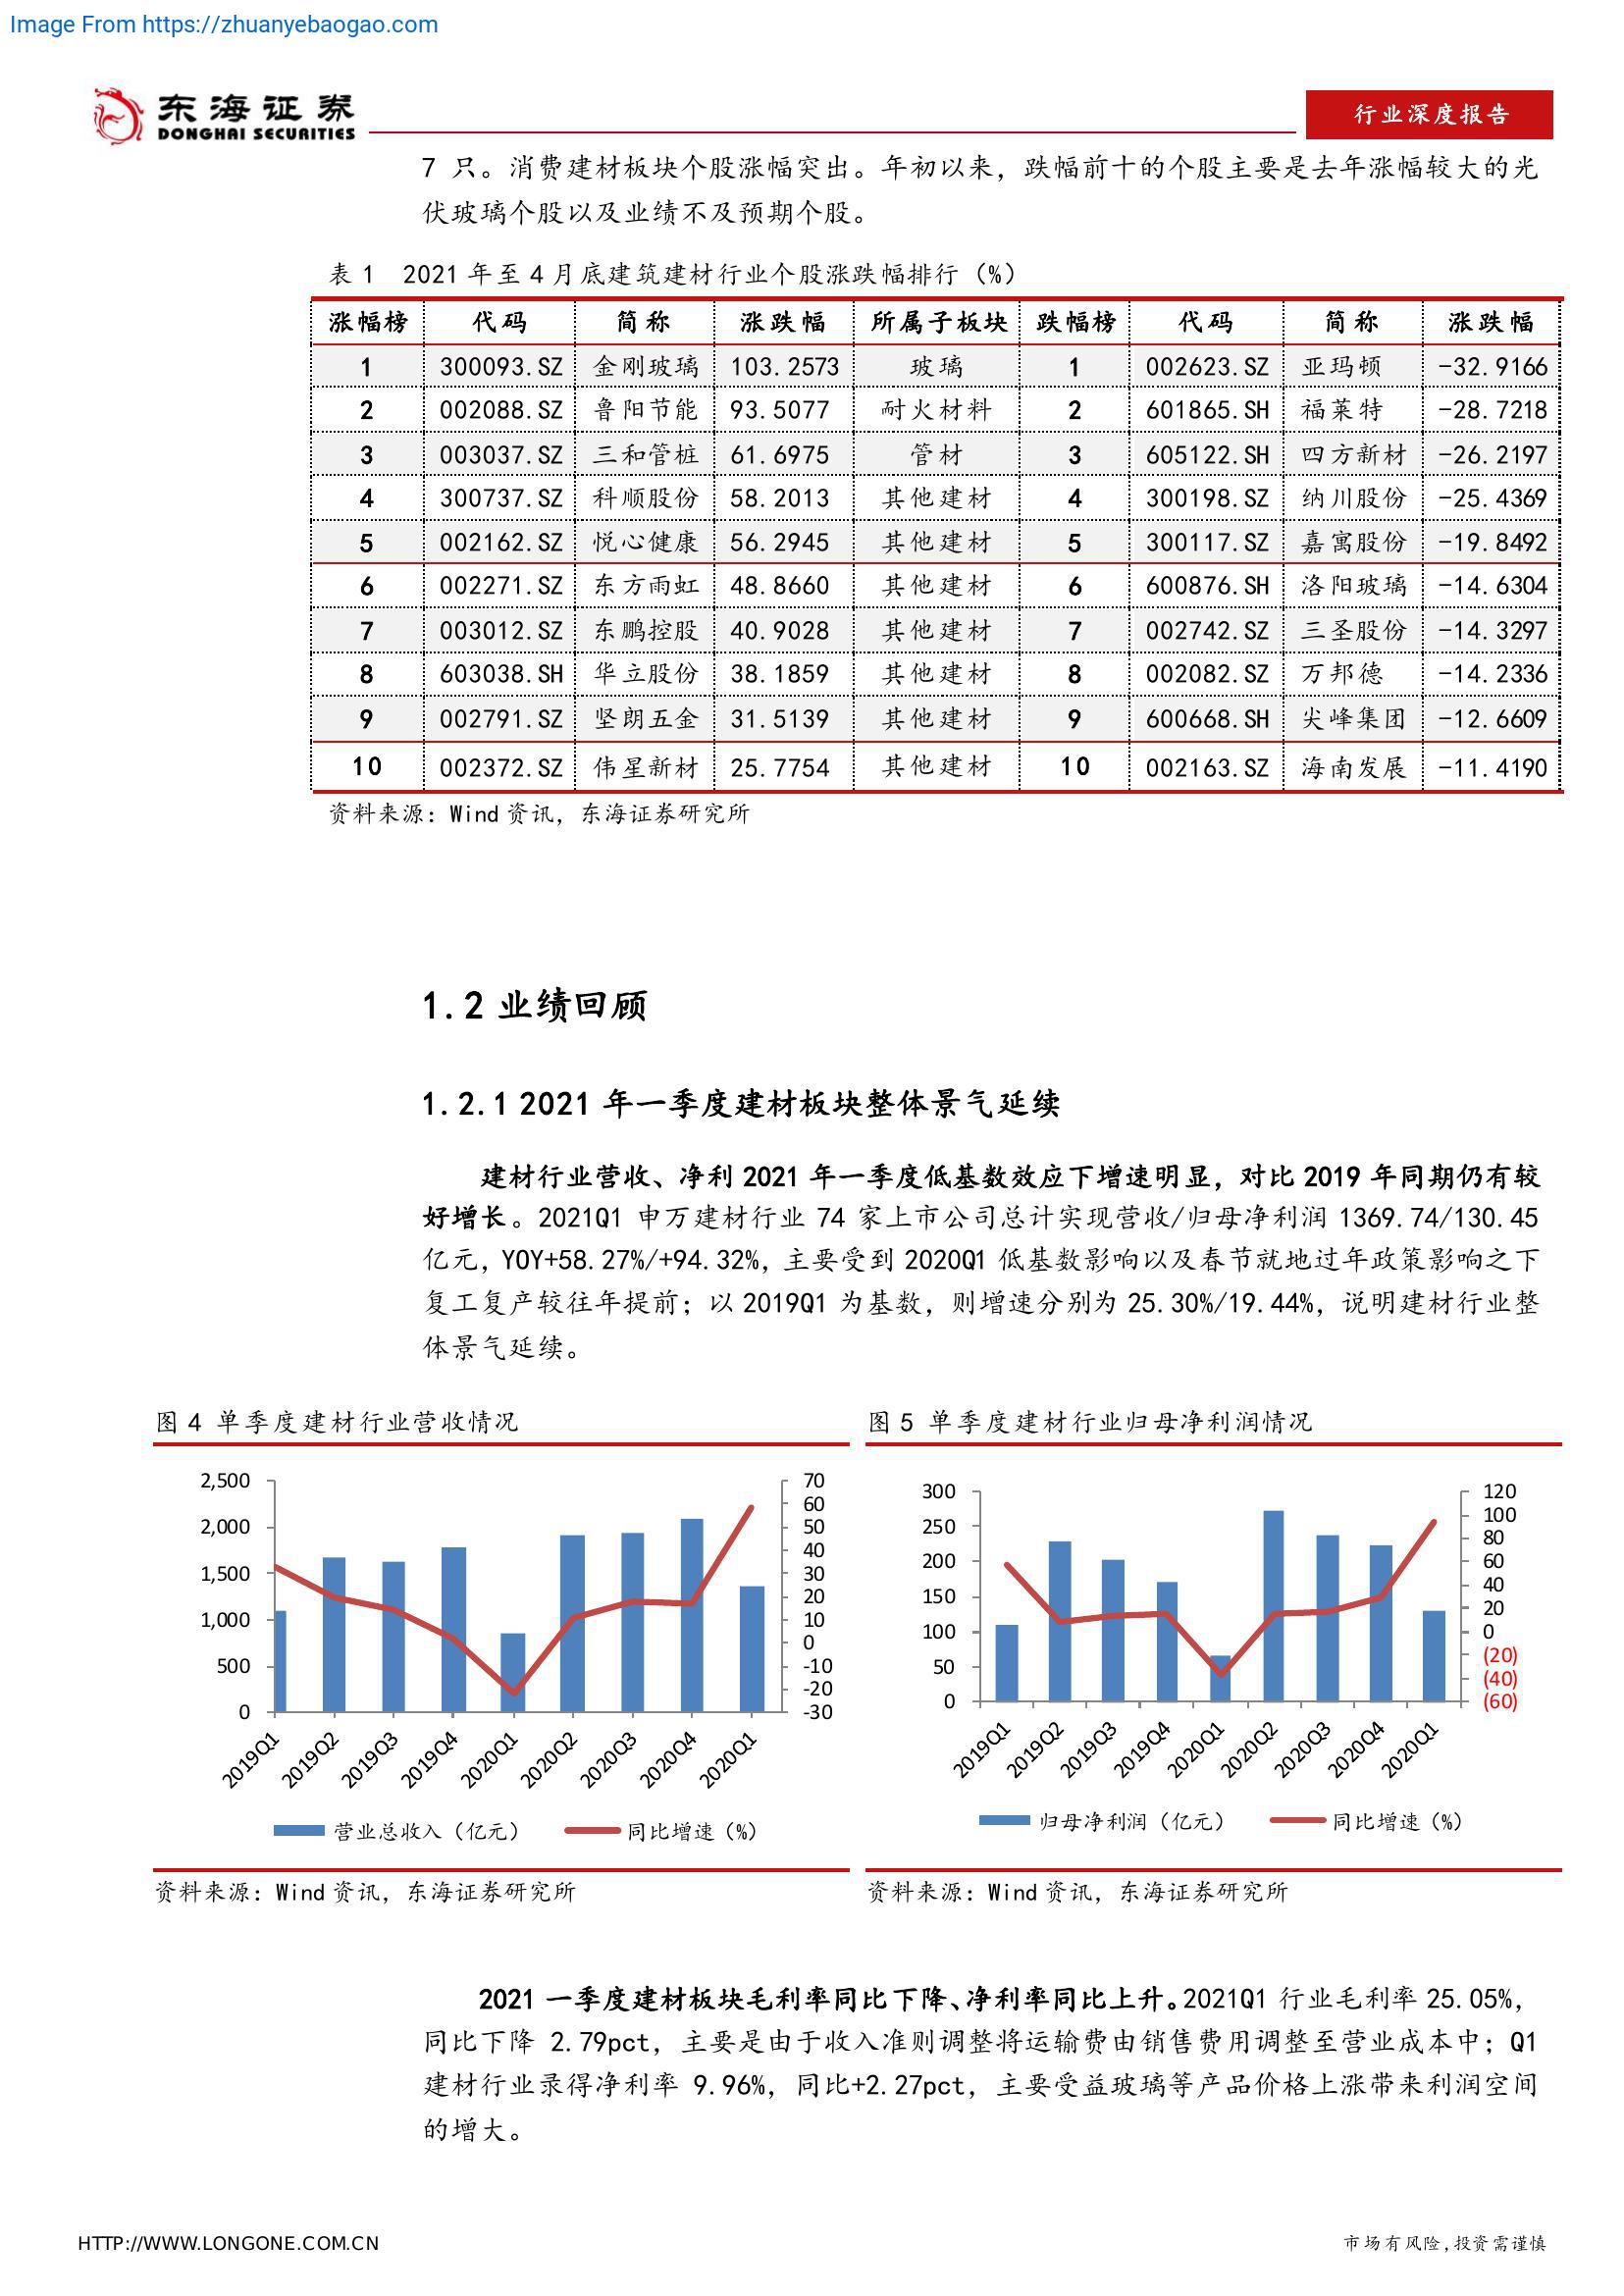 Image From https://zhuanyebaogao.com
东海证券
DONGHAI SECURITIES
行业深度报告
7 只。消费建材板块个股涨幅突出。年初以来，跌幅前十的个股主要是去年涨幅较大的光
伏玻璃个股以及业绩不及预期个股。
表 1 2021 年至 4 月底建筑建材行业个股涨跌幅排行（%）
涨幅榜 代码 简称 涨跌幅 所属子板块 跌幅榜 代码 简称 涨跌幅
1 300093.SZ 金刚玻璃 103.2573 玻璃 1 002623.SZ 亚玛顿 -32.9166
2 002088.SZ 鲁阳节能 93.5077 耐火材料 2 601865.SH 福莱特 -28.7218
3 003037.SZ 三和管桩 61.6975 管材 3 605122.SH 四方新材 -26.2197
4 300737.SZ 科顺股份 58.2013 其他建材 4 300198.SZ 纳川股份 -25.4369
5 002162.SZ 悦心健康 56.2945 其他建材 5 300117.SZ 嘉寓股份 -19.8492
6 002271.SZ 东方雨虹 48.8660 其他建材 6 600876.SH 洛阳玻璃 -14.6304
7 003012.SZ 东鹏控股 40.9028 其他建材 7 002742.SZ 三圣股份 -14.3297
8 603038.SH 华立股份 38.1859 其他建材 8 002082.SZ 万邦德 -14.2336
9 002791.SZ 坚朗五金 31.5139 其他建材 9 600668.SH 尖峰集团 -12.6609
10 002372.SZ 伟星新材 25.7754 其他建材 10 002163.SZ 海南发展 -11.4190
资料来源：Wind 资讯，东海证券研究所
1.2 业绩回顾
1.2.1 2021 年一季度建材板块整体景气延续
建材行业营收、净利 2021 年一季度低基数效应下增速明显，对比 2019 年同期仍有较
好增长。2021Q1 申万建材行业 74 家上市公司总计实现营收/归母净利润 1369.74/130.45
亿元，YOY+58.27%/+94.32%，主要受到 2020Q1 低基数影响以及春节就地过年政策影响之下
复工复产较往年提前；以 2019Q1 为基数，则增速分别为 25.30%/19.44%，说明建材行业整
体景气延续。
图 4 单季度建材行业营收情况
2,500
2,000
1,500
1,000
500
0
70
60
50
40
30
20
10
0
-10
-20
-30
2019Q1 2019Q2 2019Q3 2019Q4 2020Q1 2020Q2 2020Q3 2020Q4 2020Q1
营业总收入（亿元） 同比增速（%）
资料来源：Wind 资讯，东海证券研究所
图 5 单季度建材行业归母净利润情况
300
250
200
150
100
50
0
120
100
80
60
40
20
0
(20)
(40)
(60)
2019Q1 2019Q2 2019Q3 2019Q4 2020Q1 2020Q2 2020Q3 2020Q4 2020Q1
归母净利润（亿元） 同比增速（%）
资料来源：Wind 资讯，东海证券研究所
2021 一季度建材板块毛利率同比下降、净利率同比上升。2021Q1 行业毛利率 25.05%，
同比下降 2.79pct，主要是由于收入准则调整将运输费由销售费用调整至营业成本中；Q1
建材行业录得净利率 9.96%，同比+2.27pct，主要受益玻璃等产品价格上涨带来利润空间
的增大。
HTTP://WWW.LONGONE.COM.CN
市场有风险，投资需谨慎